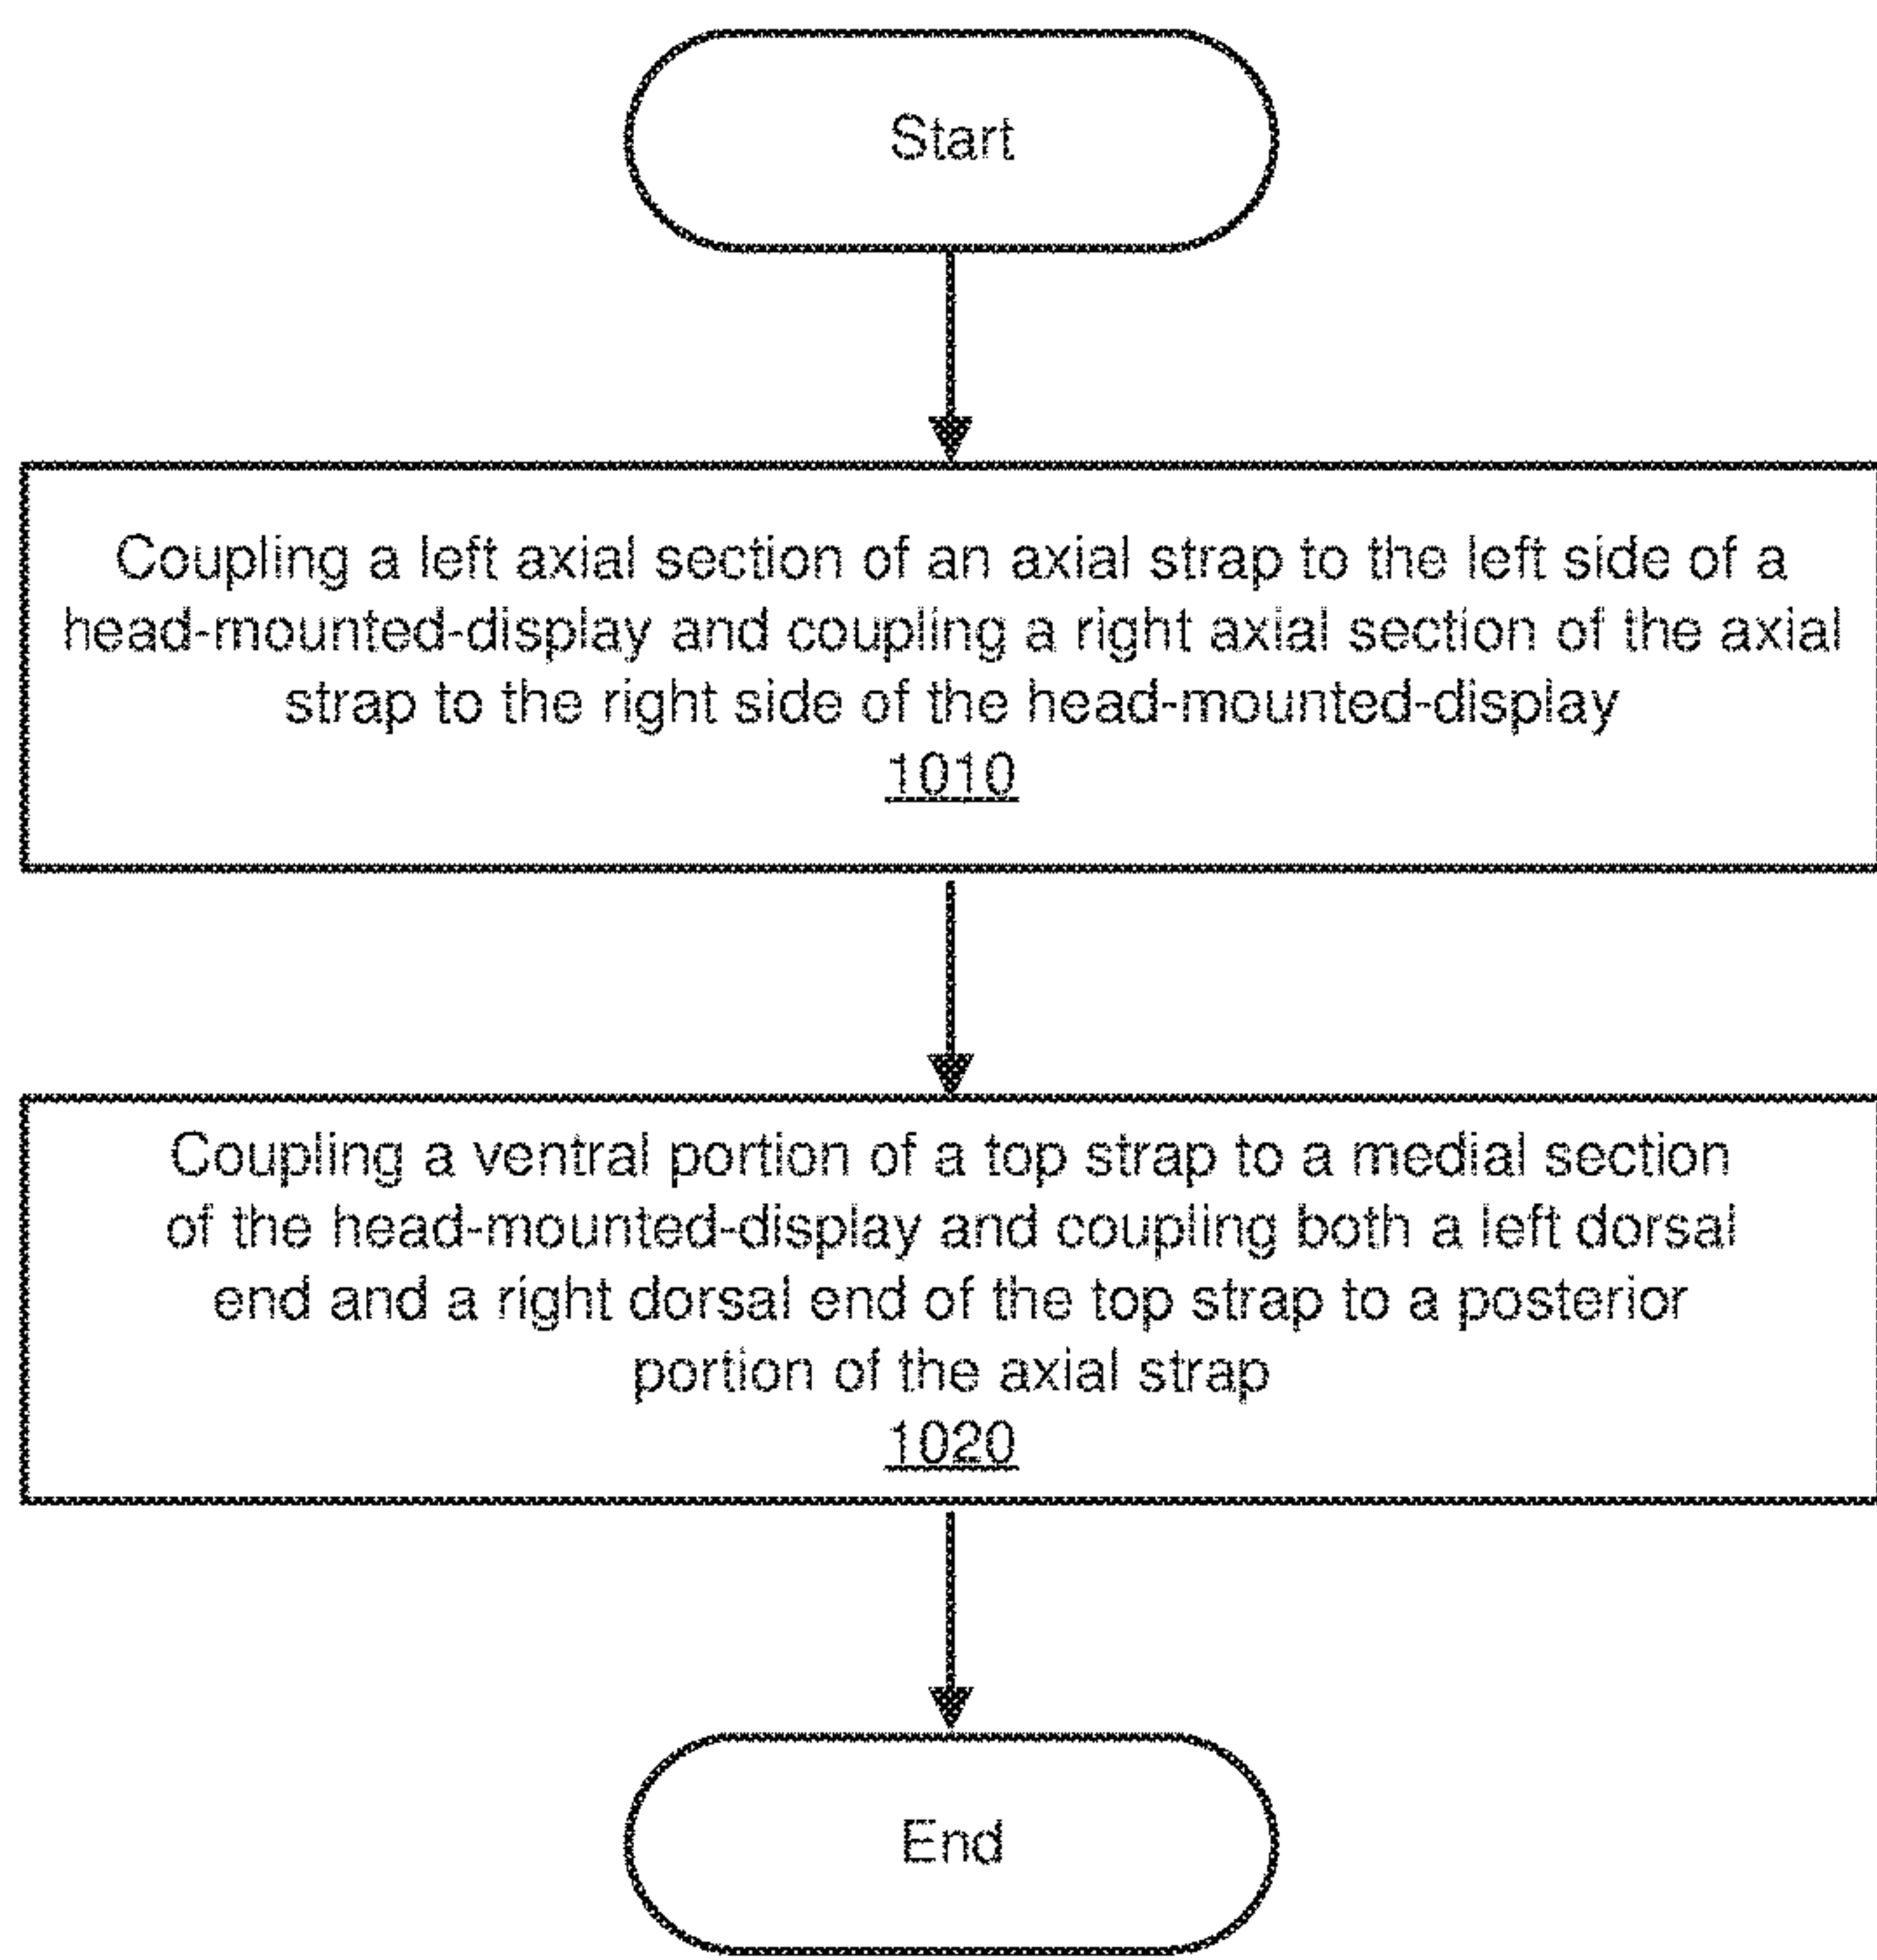 Start
Coupling a left axial section of an axial strap to the left side of a
head-mounted-display and coupling a right axial section of the axial
strap to the right side of the head-mounted-display
1010
Coupling a ventral portion of a top strap to a medial section
of the head-mounted-display and coupling both a left dorsal
end and a right dorsal end of the top strap to a posterior
portion of the axial strap
1020
End